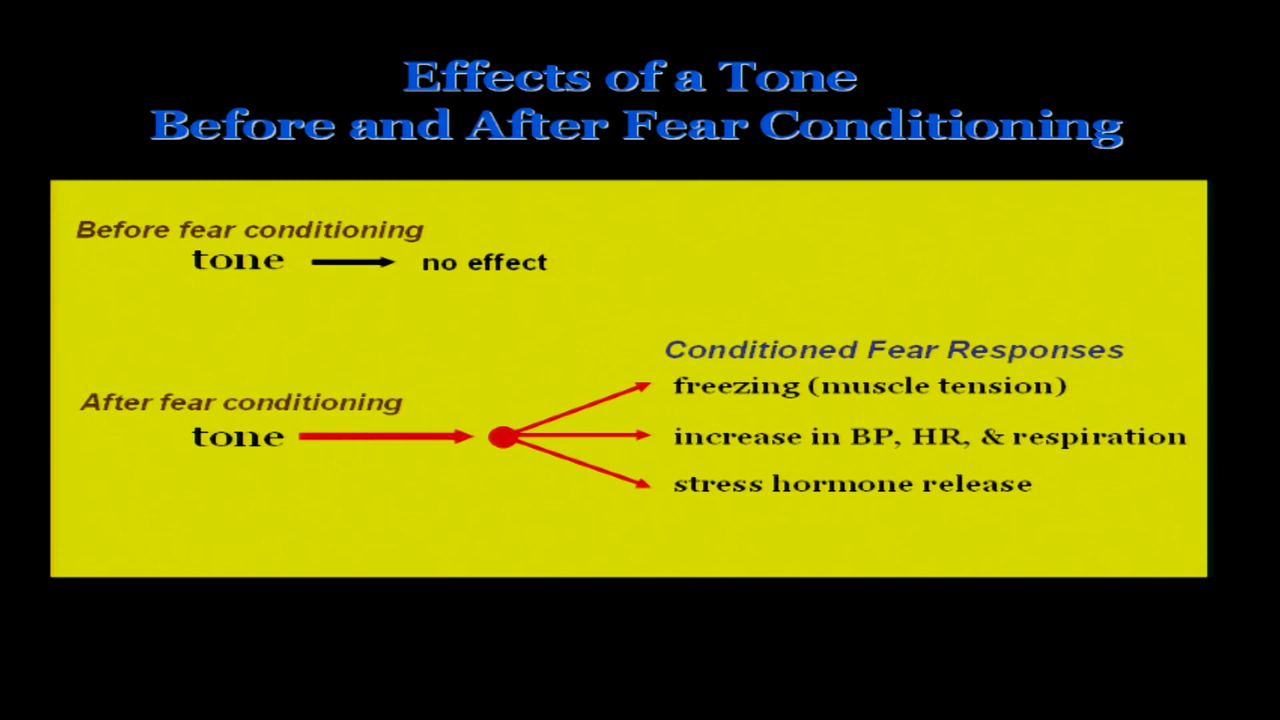 Effects of a Tone
Before and After Fear Conditioning
Before fear conditioning
tone
no effect
Conditioned Fear Responses
freezing (muscle tension)
After fear conditioning
tone
increase in BP, HR, & respiration
stress hormone release